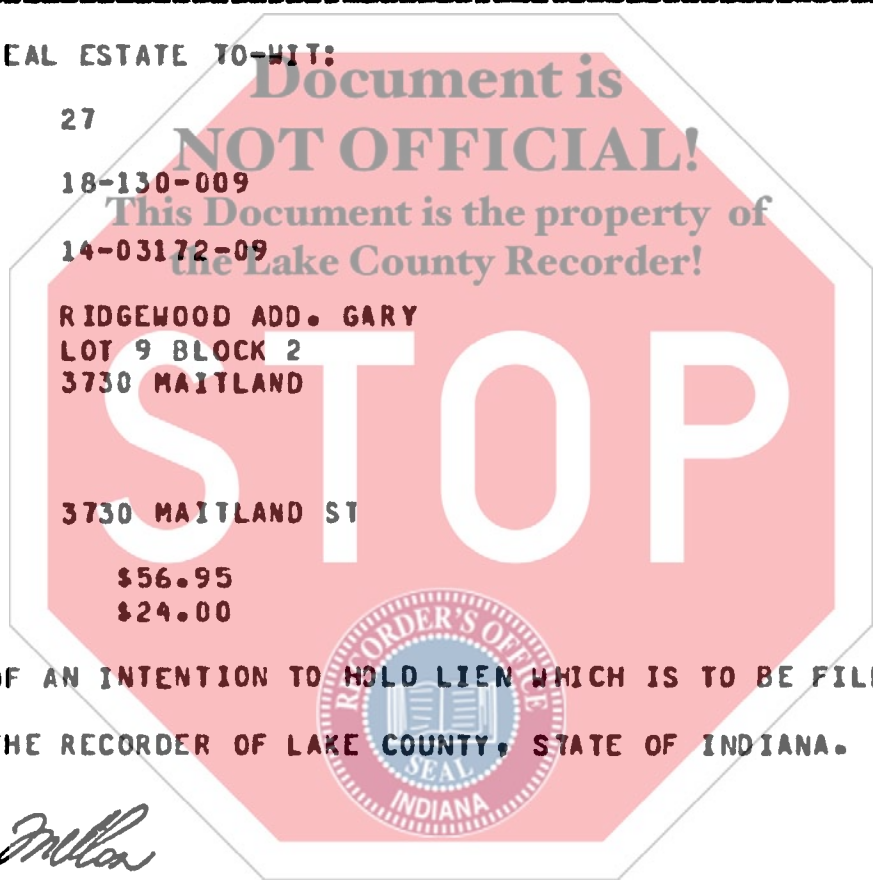 EAL ESTATE TO-WIT:
Document is
27
NOT OFFICIAL!
18-130-009
This Document is the property of
14-03172-09
the Lake County Recorder!
RIDGEWOOD ADD. GARY
LOT 9 BLOCK 2
3730 MAITLAND
STOP
3730 MAITLAND ST
$56.95
$24.00
RECORDER'S OFFICE
OF AN INTENTION TO HOLD LIEN WHICH IS TO BE FIL
HE RECORDER OF LAKE COUNTY, STATE OF INDIANA.
SEAL
INDIANA